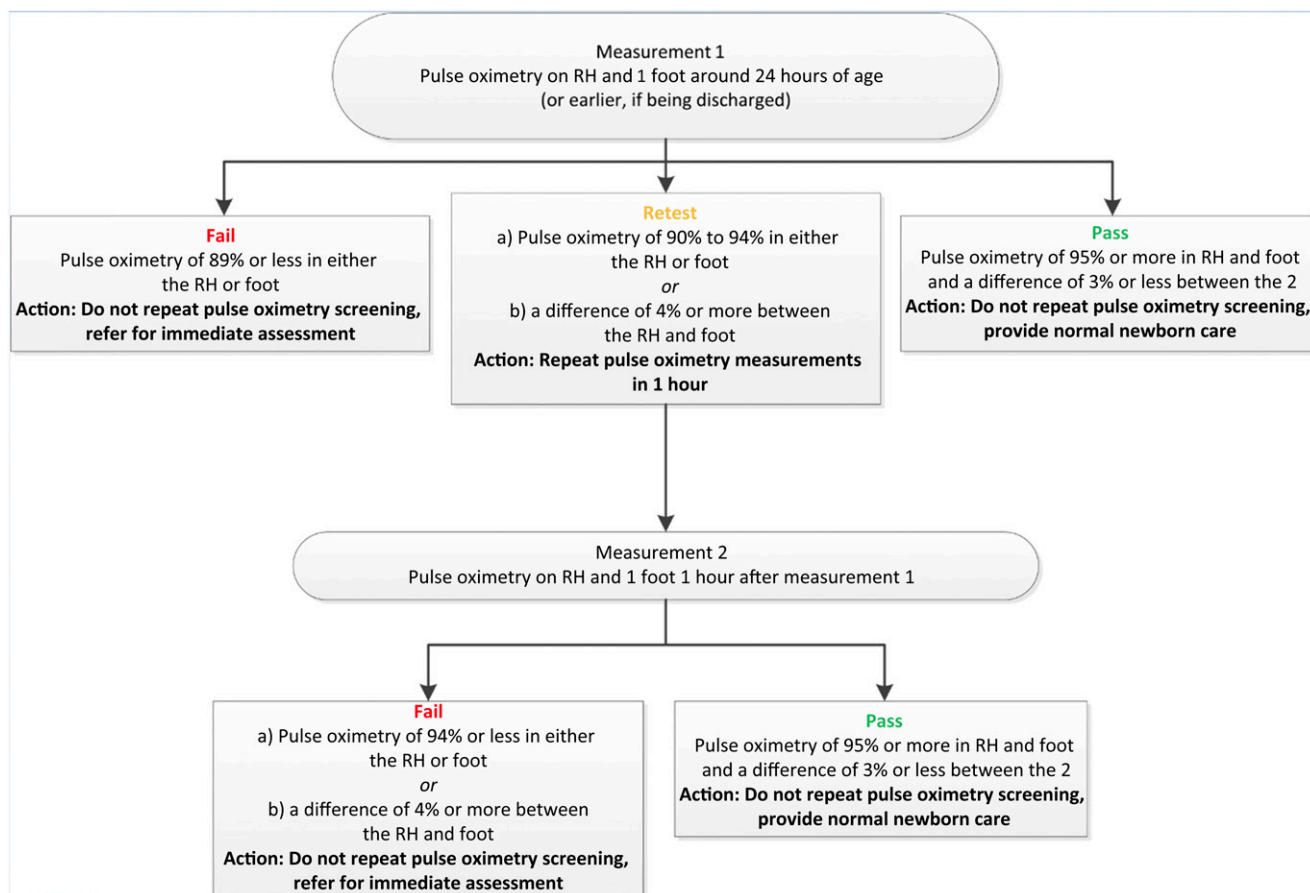 Measurement 1
Pulse oximetry on RH and 1 foot around 24 hours of age
(or earlier, if being discharged)
Fail
Pulse oximetry of 89% or less in either
the RH or foot
Action: Do not repeat pulse oximetry screening,
refer for immediate assessment
Retest
a) Pulse oximetry of 90% to 94% in either
the RH or foot
or
b) a difference of 4% or more between
the RH and foot
Action: Repeat pulse oximetry measurements
in 1 hour
Pass
Pulse oximetry of 95% or more in RH and foot
and a difference of 3% or less between the 2
Action: Do not repeat pulse oximetry screening,
provide normal newborn care
Measurement 2
Pulse oximetry on RH and 1 foot 1 hour after measurement 1
Fail
a) Pulse oximetry of 94% or less in either
the RH or foot
or
b) a difference of 4% or more between
the RH and foot
Action: Do not repeat pulse oximetry screening,
refer for immediate assessment
Pass
Pulse oximetry of 95% or more in RH and foot
and a difference of 3% or less between the 2
Action: Do not repeat pulse oximetry screening,
provide normal newborn care